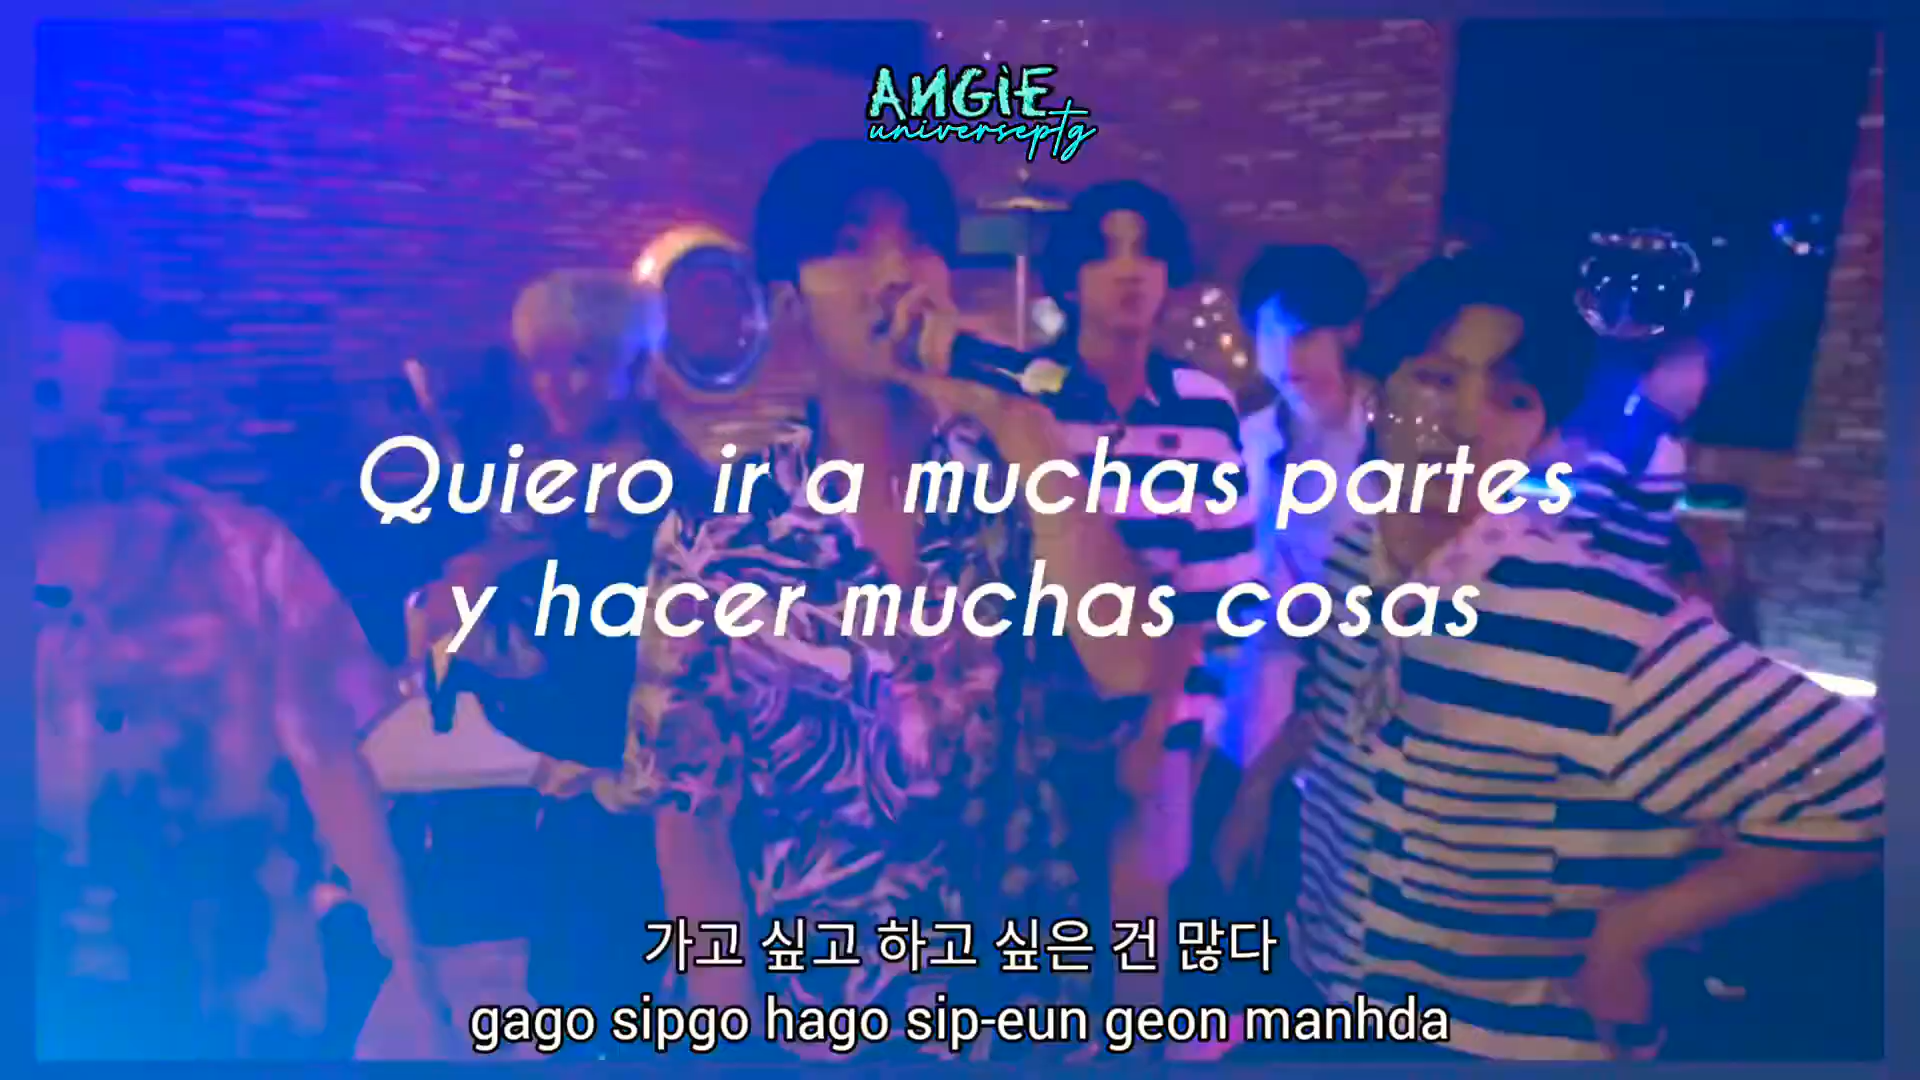 ANGIE
universeptg
Quiero ir a muchas partes
y hacer muchas cosas
가고 싶고 하고 싶은 건 많다
gago sipgo hago sip-eun geon manhda